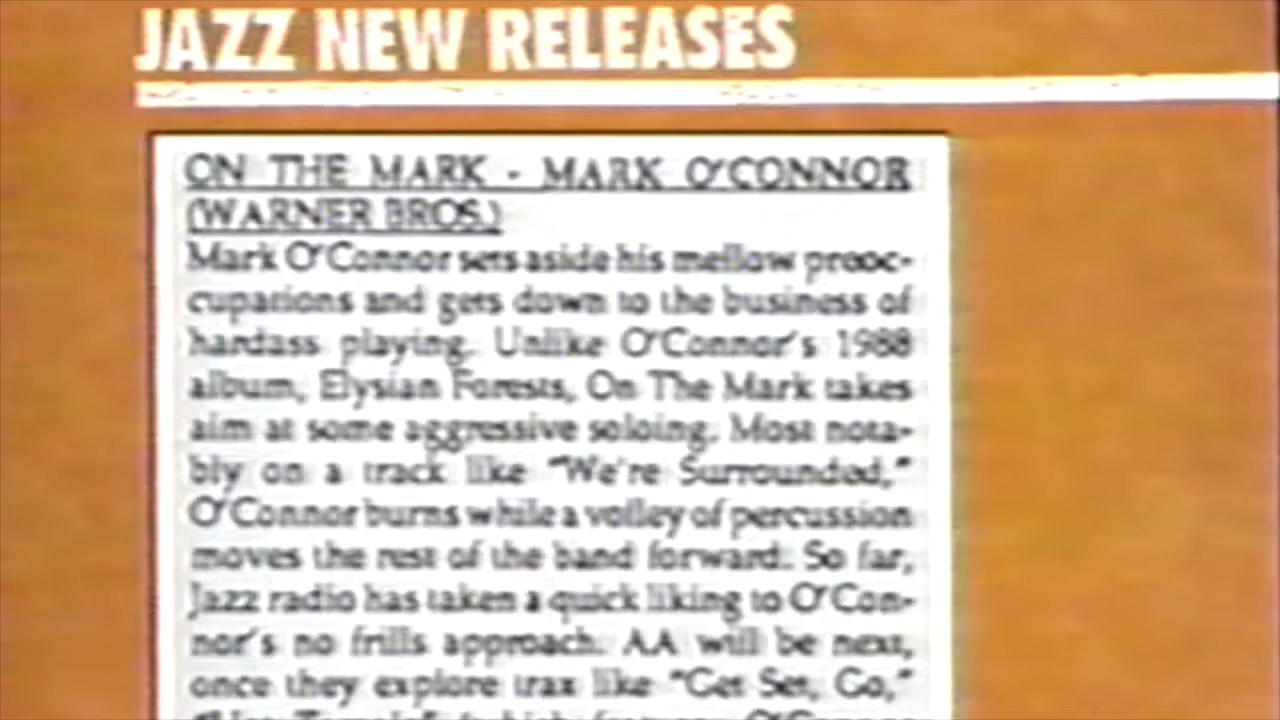 JAZZ NEW RELEASES
ON THE MARK - MARK O'CONNOR
(WARNER BROS.)
Mark O'Connor sets aside his mellow prooc-
cupations and gets down to the business of
hardass playing. Unlike O'Connor's 1988
album, Elysian Forests, On The Mark takes
aim at some aggressive soloing. Most nota-
bly on a track like "We're Surrounded,"
O'Connor burns while a volley of percussion
moves the rest of the band forward. So far,
Jazz radio has taken a quick liking to O'Con-
nor's no frills approach. AA will be next,
once they explore trax like "Get Set, Go,"